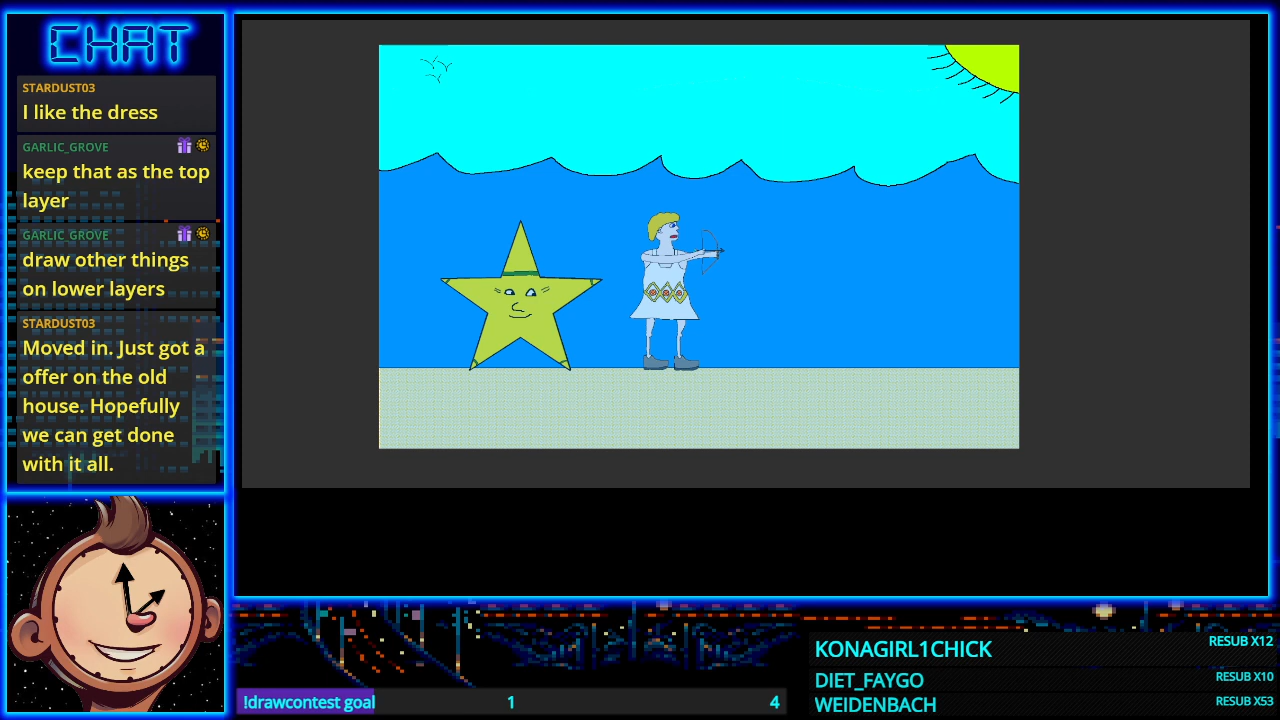 CHAT
STARDUST03
I like the dress
GARLIC_GROVE
keep that as the top
layer
GARLIC_GROVE
draw other things
on lower layers
STARDUST03
Moved in. Just got a
offer on the old
house. Hopefully
we can get done
with it all.
!drawcontest goal 1 4
KONAGIRL1CHICK RESUB X12
DIET_FAYGO RESUB X10
WEIDENBACH RESUB X53